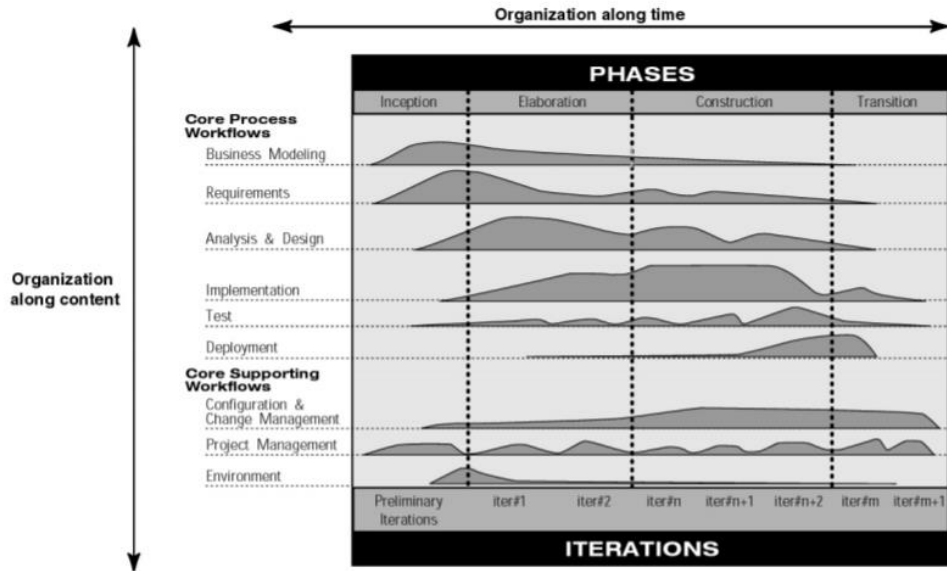 Organization along time
PHASES
Inception Elaboration Construction Transition
Core Process
Workflows
Business Modeling
Requirements
Analysis & Design
Organization
along content
Implementation
Test
Deployment
Core Supporting
Workflows
Configuration &
Change Management
Project Management
Environment
Preliminary
Iterations
iter#1 iter#2 iter#n iter#n+1 iter#n+2 iter#m iter#m+1
ITERATIONS